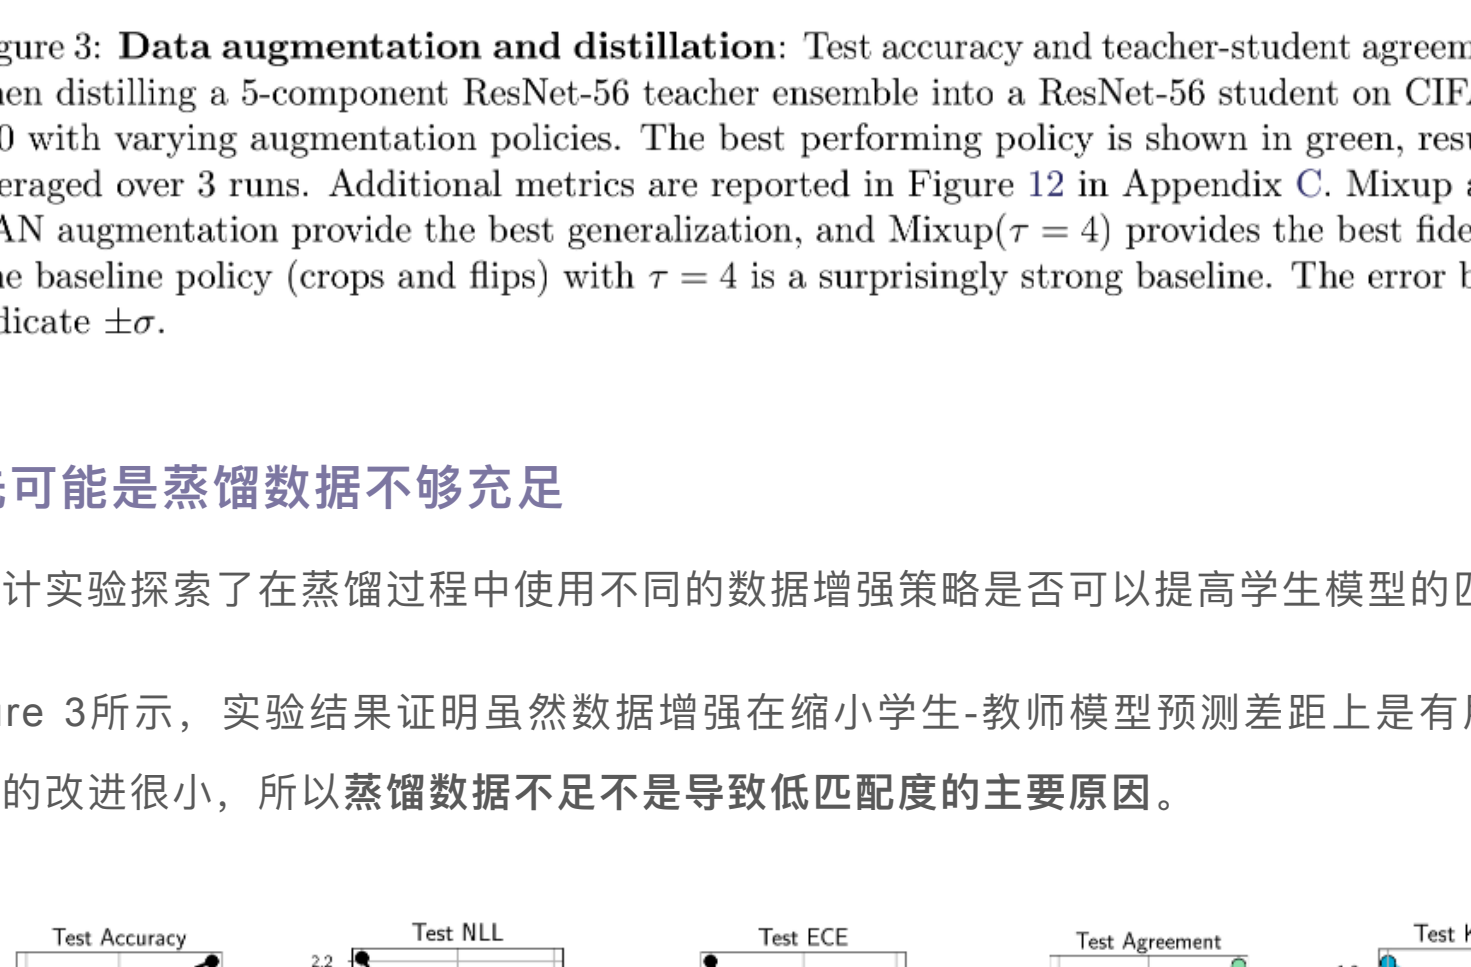 gure 3: Data augmentation and distillation: Test accuracy and teacher-student agreem
en distilling a 5-component ResNet-56 teacher ensemble into a ResNet-56 student on CIF
0 with varying augmentation policies. The best performing policy is shown in green, resu
eraged over 3 runs. Additional metrics are reported in Figure 12 in Appendix C. Mixup a
AN augmentation provide the best generalization, and Mixup(τ = 4) provides the best fide
e baseline policy (crops and flips) with τ = 4 is a surprisingly strong baseline. The error b
dicate ±σ.
可能是蒸馏数据不够充足
计实验探索了在蒸馏过程中使用不同的数据增强策略是否可以提高学生模型的匹
ure 3所示，实验结果证明虽然数据增强在缩小学生-教师模型预测差距上是有
的改进很小，所以蒸馏数据不足不是导致低匹配度的主要原因。
Test Accuracy Test NLL Test ECE Test Agreement Test
2.2